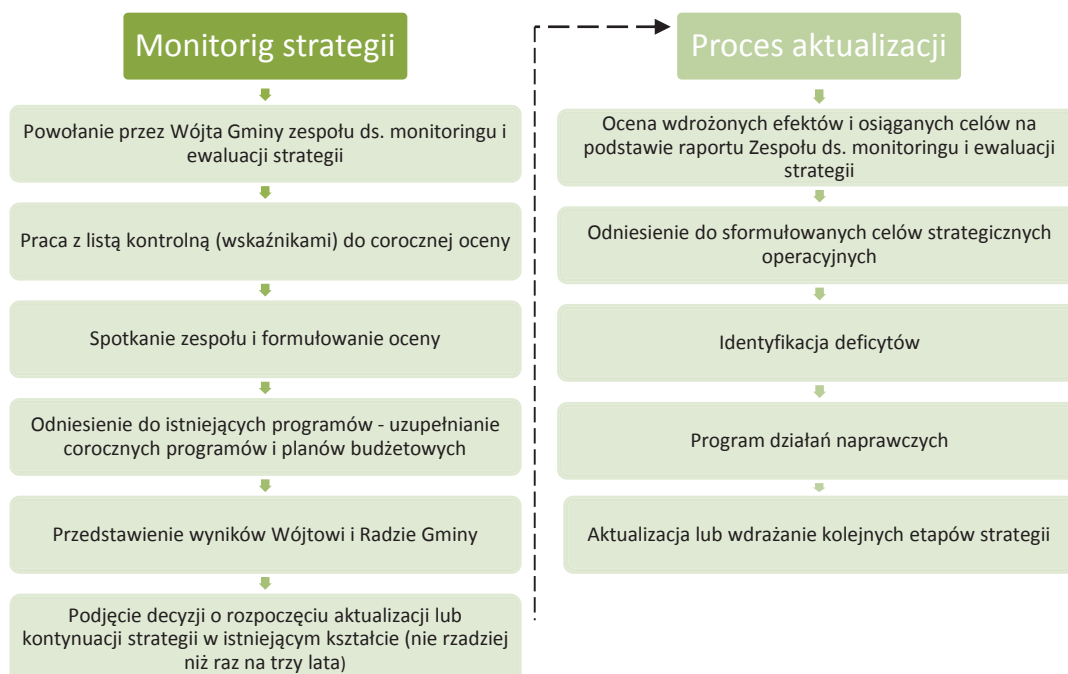 Monitorig strategii
Powołanie przez Wójta Gminy zespołu ds. monitoringu i
ewaluacji strategii
Praca z listą kontrolną (wskaźnikami) do corocznej oceny
Spotkanie zespołu i formułowanie oceny
Odniesienie do istniejących programów - uzupełnianie
corocznych programów i planów budżetowych
Przedstawienie wyników Wójtowi i Radzie Gminy
Podjęcie decyzji o rozpoczęciu aktualizacji lub
kontynuacji strategii w istniejącym kształcie (nie rzadziej
niż raz na trzy lata)
Proces aktualizacji
Ocena wdrożonych efektów i osiąganych celów na
podstawie raportu Zespołu ds. monitoringu i ewaluacji
strategii
Odniesienie do sformułowanych celów strategicznych
operacyjnych
Identyfikacja deficytów
Program działań naprawczych
Aktualizacja lub wdrażanie kolejnych etapów strategii